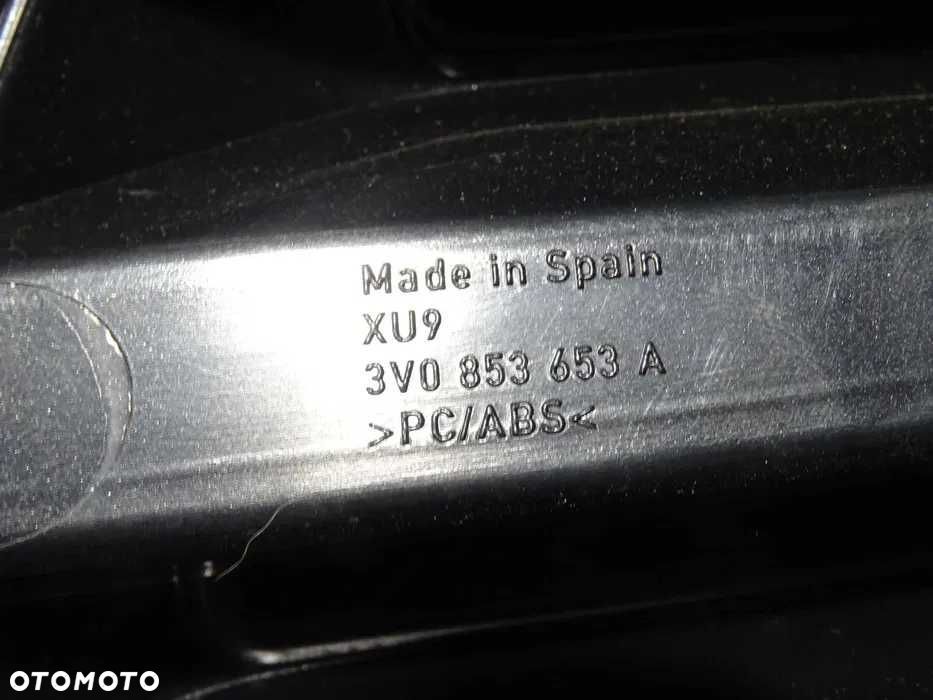 Made in Spain
XU9
3V0 853 653 A
>PC/ABS<
OTOMOTO